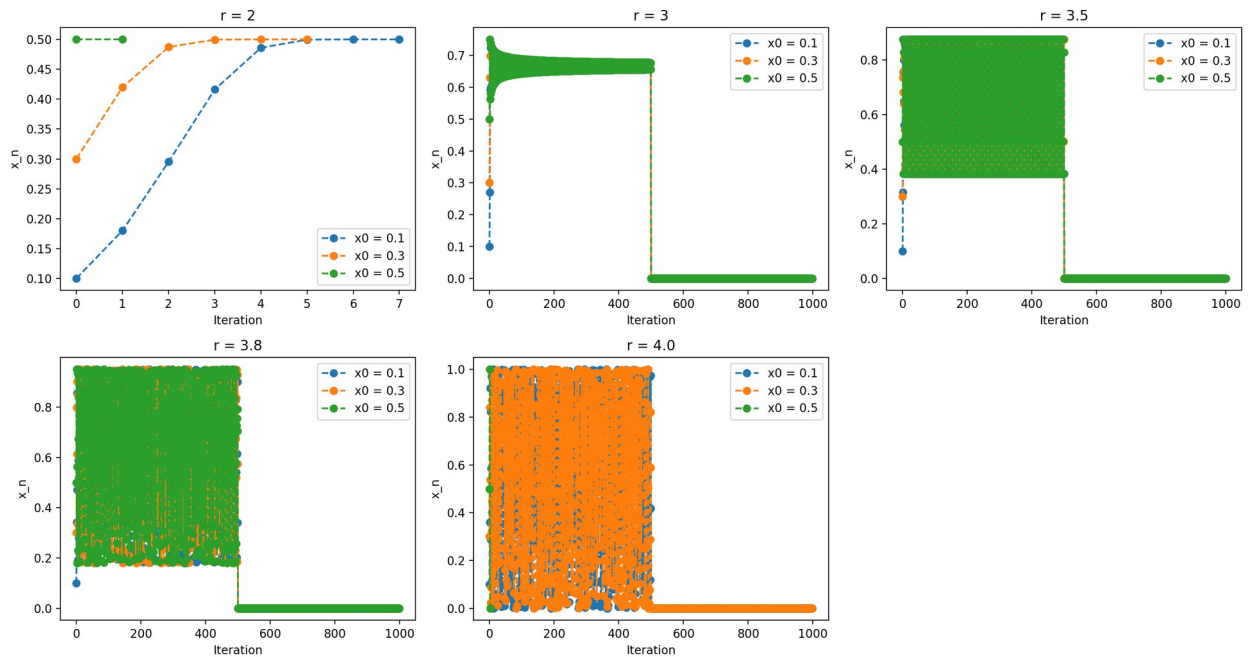 r = 2
x_n
0.50
0.45
0.40
0.35
0.30
0.25
0.20
0.15
0.10
x0 = 0.1
x0 = 0.3
x0 = 0.5
0 1 2 3 4 5 6 7
Iteration
r = 3
x_n
0.7
0.6
0.5
0.4
0.3
0.2
0.1
0.0
x0 = 0.1
x0 = 0.3
x0 = 0.5
0 200 400 600 800 1000
Iteration
r = 3.5
x_n
0.8
0.6
0.4
0.2
0.0
x0 = 0.1
x0 = 0.3
x0 = 0.5
0 200 400 600 800 1000
Iteration
r = 3.8
x_n
0.8
0.6
0.4
0.2
0.0
x0 = 0.1
x0 = 0.3
x0 = 0.5
0 200 400 600 800 1000
Iteration
r = 4.0
x_n
1.0
0.8
0.6
0.4
0.2
0.0
x0 = 0.1
x0 = 0.3
x0 = 0.5
0 200 400 600 800 1000
Iteration